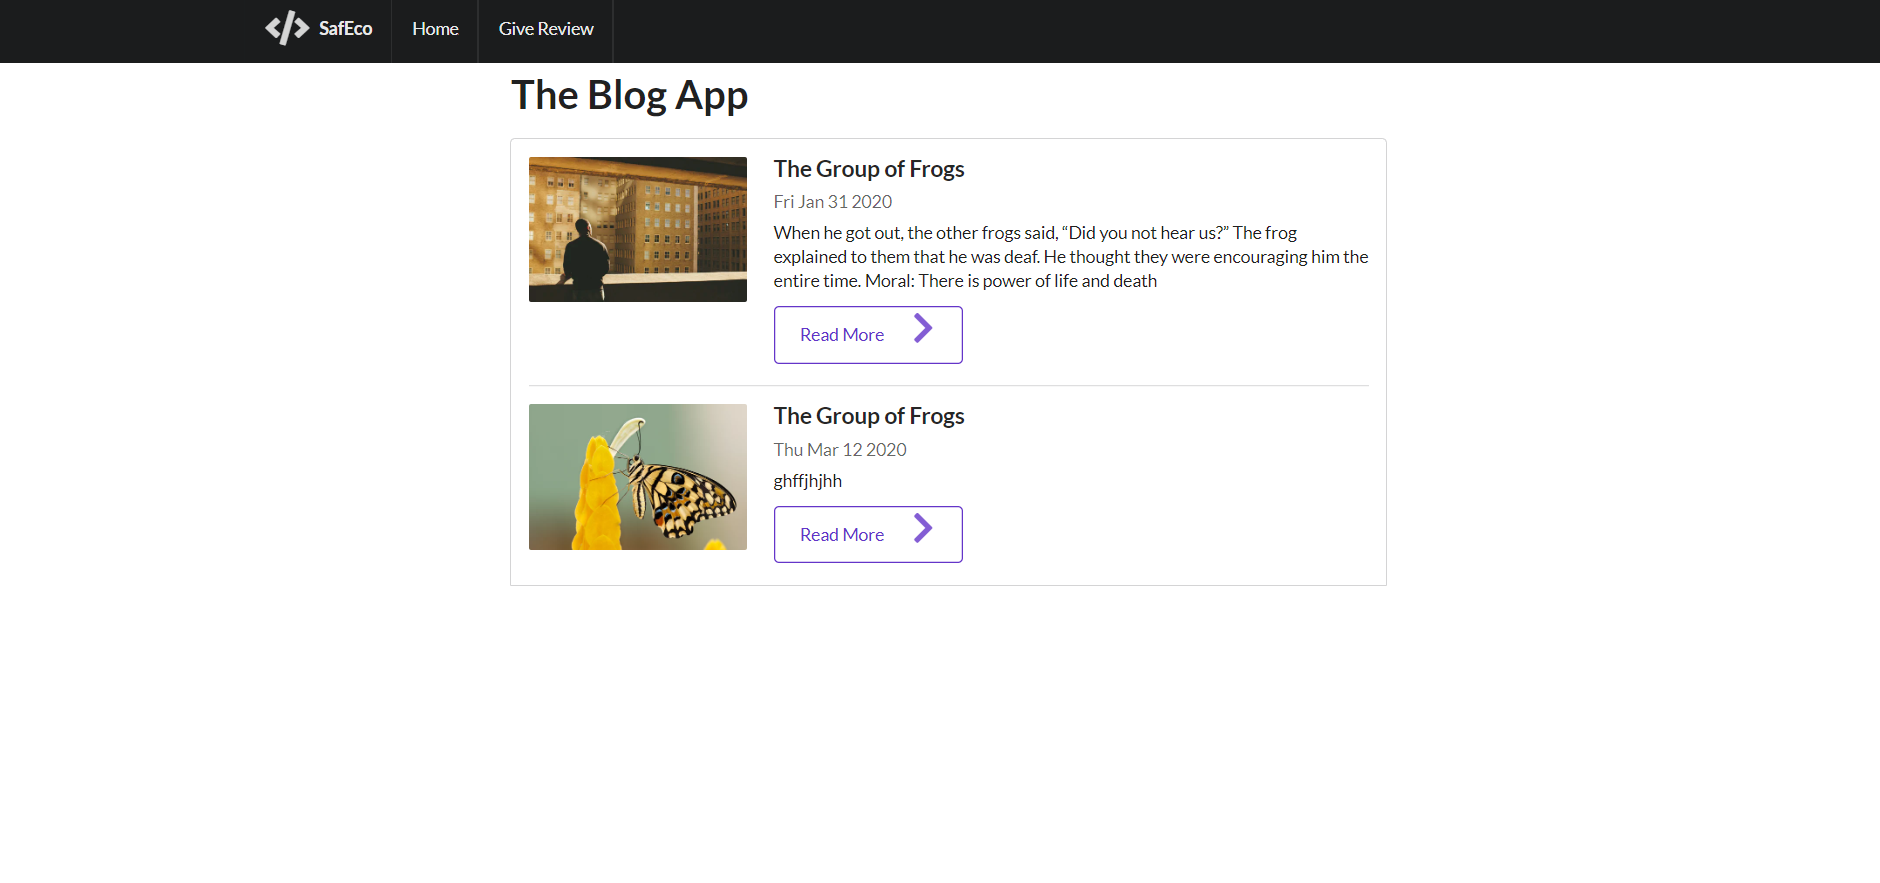 SafEco
Home
Give Review
The Blog App
The Group of Frogs
Fri Jan 31 2020
When he got out, the other frogs said, “Did you not hear us?” The frog
explained to them that he was deaf. He thought they were encouraging him the
entire time. Moral: There is power of life and death
Read More
The Group of Frogs
Thu Mar 12 2020
ghffjhjhh
Read More